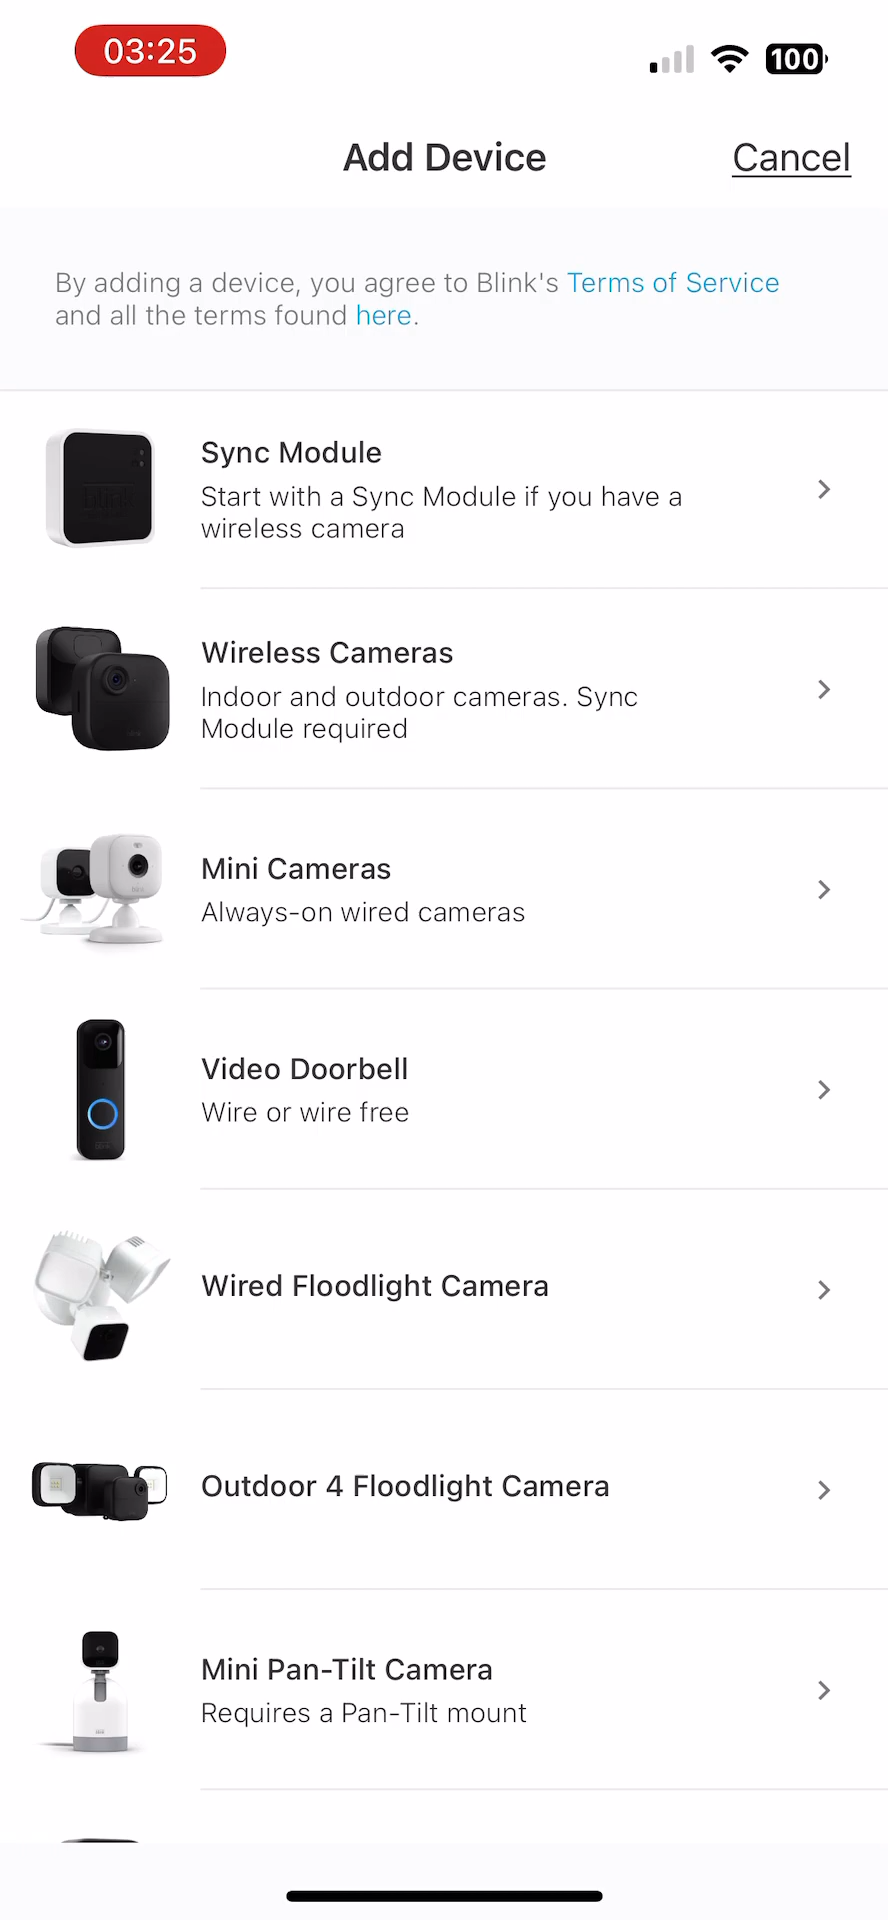 03:25
100
Add Device
Cancel
By adding a device, you agree to Blink's Terms of Service
and all the terms found here.
Sync Module
Start with a Sync Module if you have a
wireless camera
Wireless Cameras
Indoor and outdoor cameras. Sync
Module required
Mini Cameras
Always-on wired cameras
Video Doorbell
Wire or wire free
Wired Floodlight Camera
Outdoor 4 Floodlight Camera
Mini Pan-Tilt Camera
Requires a Pan-Tilt mount